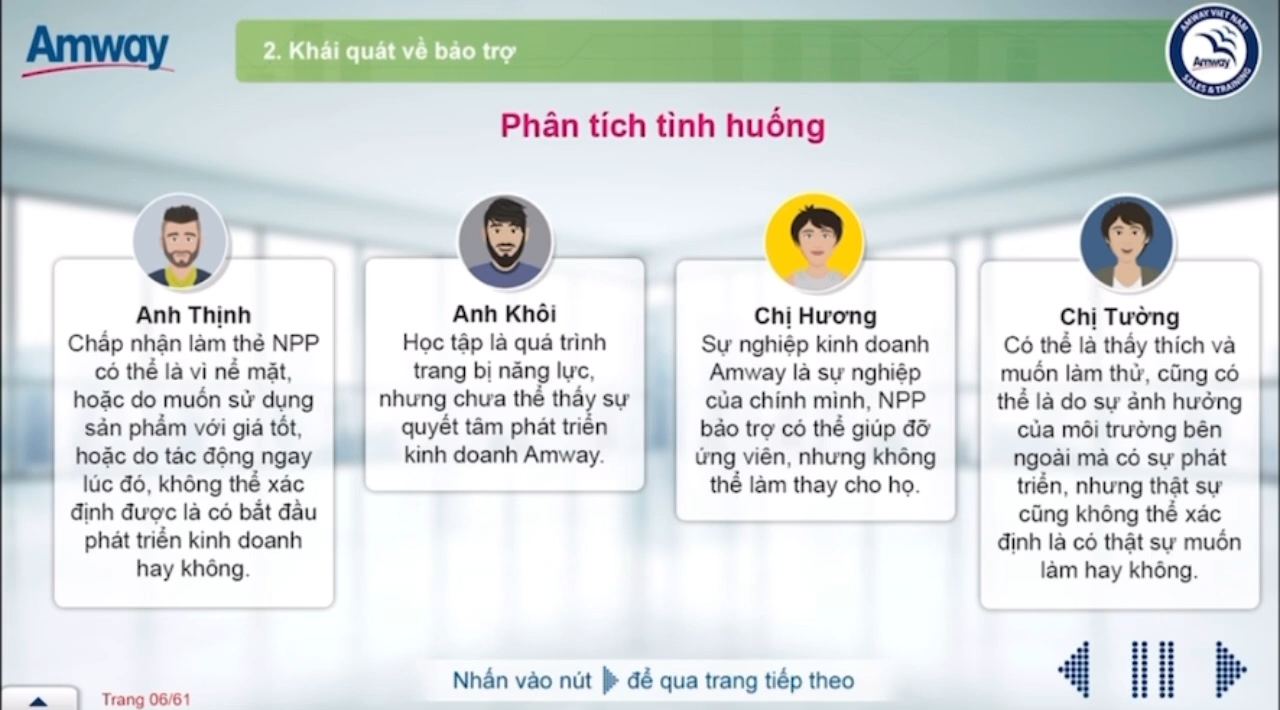 Amway
2. Khái quát về bảo trợ
AMWAY VIET NAM
Amway
SALES & TRAINING
Phân tích tình huống
Anh Thịnh
Chấp nhận làm thẻ NPP
có thể là vì nể mặt,
hoặc do muốn sử dụng
sản phẩm với giá tốt,
hoặc do tác động ngay
lúc đó, không thể xác
định được là có bắt đầu
phát triển kinh doanh
hay không.
Anh Khôi
Học tập là quá trình
trang bị năng lực,
nhưng chưa thể thấy sự
quyết tâm phát triển
kinh doanh Amway.
Chị Hương
Sự nghiệp kinh doanh
Amway là sự nghiệp
của chính mình, NPP
bảo trợ có thể giúp đỡ
ứng viên, nhưng không
thể làm thay cho họ.
Chị Tường
Có thể là thấy thích và
muốn làm thử, cũng có
thể là do sự ảnh hưởng
của môi trường bên
ngoài mà có sự phát
triển, nhưng thật sự
cũng không thể xác
định là có thật sự muốn
làm hay không.
Nhấn vào nút để qua trang tiếp theo
Trang 06/61